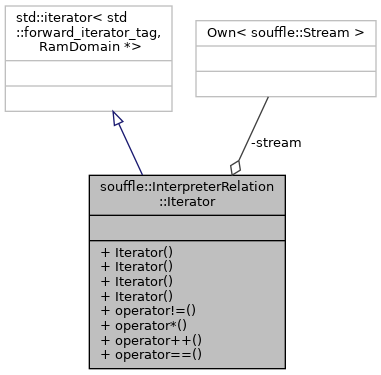 std::iterator< std
::forward_iterator_tag,
RamDomain *>
Own< souffle::Stream >
-stream
souffle::InterpreterRelation
::Iterator
+ Iterator()
+ Iterator()
+ Iterator()
+ Iterator()
+ operator!=()
+ operator*()
+ operator++()
+ operator==()